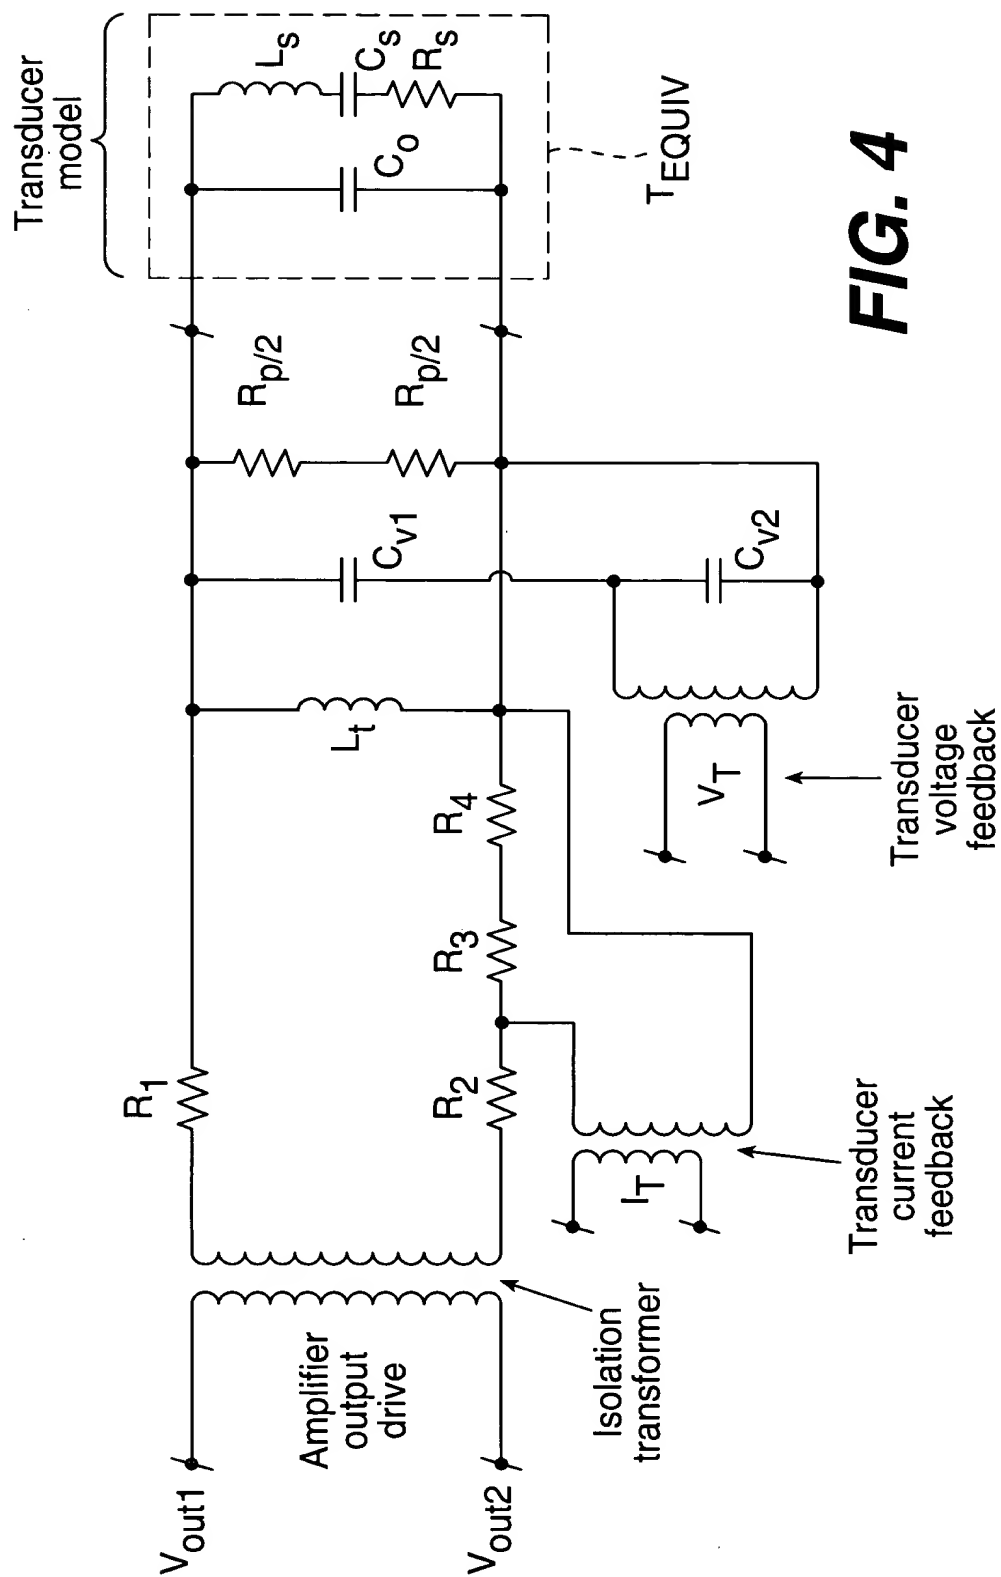 Transducer
model
Ls
Cs
Rs
Co
TEQUIV
Rp/2
Rp/2
Cv1
Cv2
Lt
R1
R2
R3
R4
VT
Transducer
voltage
feedback
IT
Transducer
current
feedback
Isolation
transformer
Amplifier
output
drive
Vout1
Vout2
FIG. 4